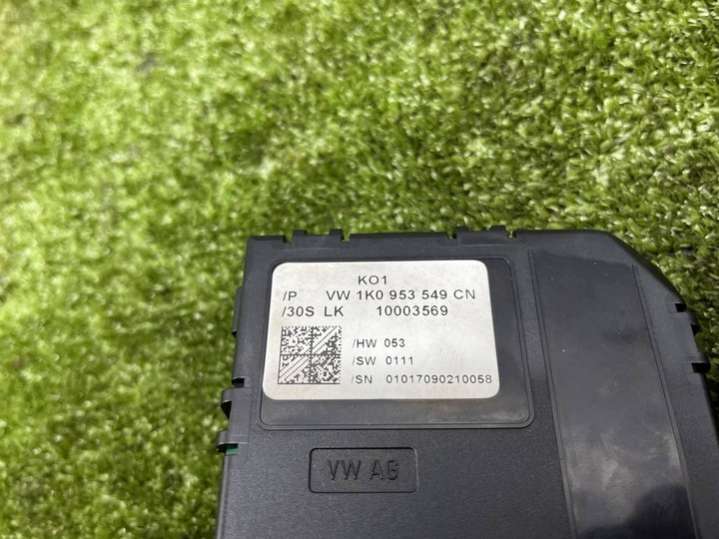 KO1
/P VW 1K0 953 549 CN
/30S LK 10003569
/HW 053
/SW 0111
/SN 01017090210058
VW AG